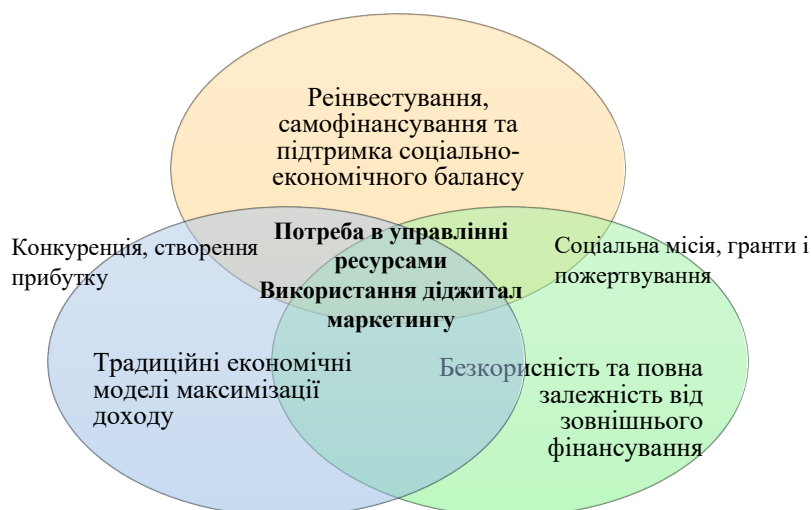 Реінвестування,
самофінансування та
підтримка соціально-
економічного балансу
Потреба в управлінні
ресурсами
Використання діджитал
маркетингу
Конкуренція, створення
прибутку
Соціальна місія, гранти і
пожертвування
Традиційні економічні
моделі максимізації
доходу
Безкорисність та повна
залежність від
зовнішнього
фінансування